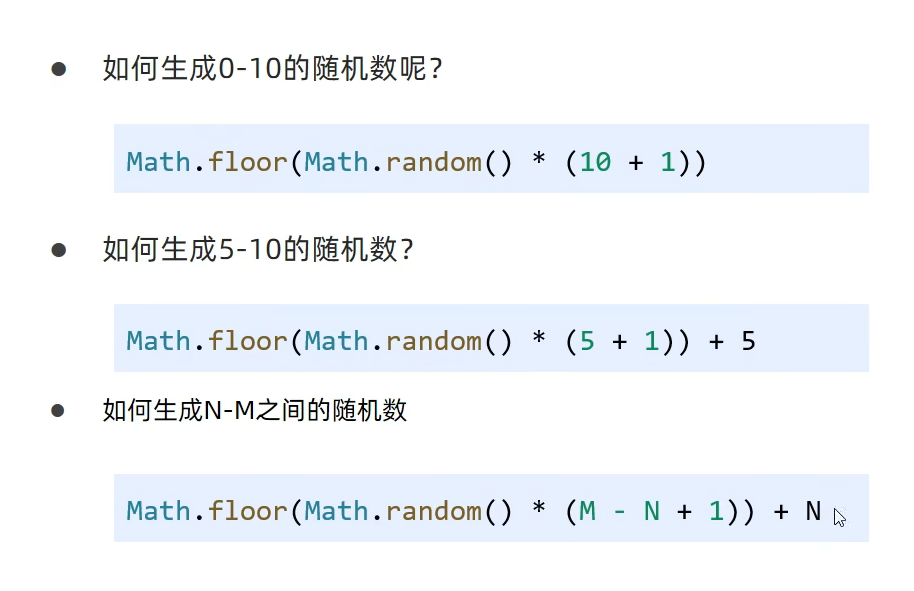 如何生成0-10的随机数呢？
Math.floor(Math.random() * (10 + 1))
如何生成5-10的随机数？
Math.floor(Math.random() * (5 + 1)) + 5
如何生成N-M之间的随机数
Math.floor(Math.random() * (M - N + 1)) + N